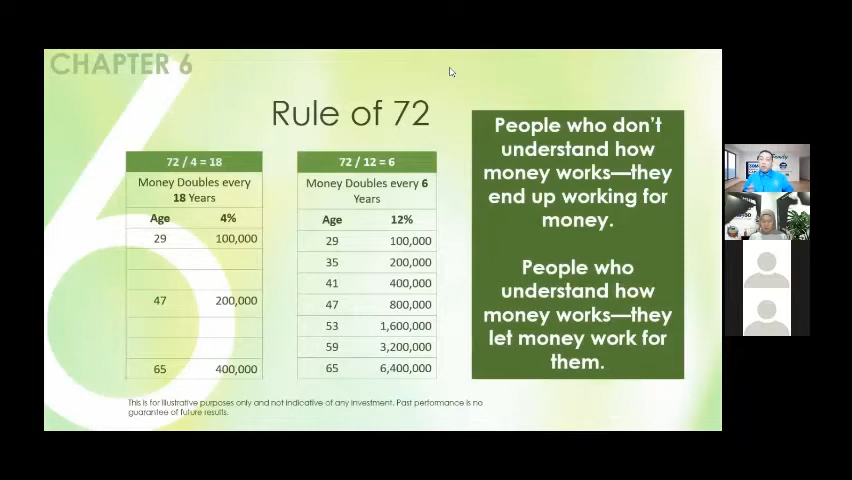 CHAPTER 6
Rule of 72
72 / 4 = 18
Money Doubles every
18 Years
Age 4%
29 100,000
47 200,000
65 400,000
72 / 12 = 6
Money Doubles every 6
Years
Age 12%
29 100,000
35 200,000
41 400,000
47 800,000
53 1,600,000
59 3,200,000
65 6,400,000
People who don't
understand how
money works—they
end up working for
money.
People who
understand how
money works—they
let money work for
them.
This is for illustrative purposes only and not indicative of any investment. Past performance is no
guarantee of future results.